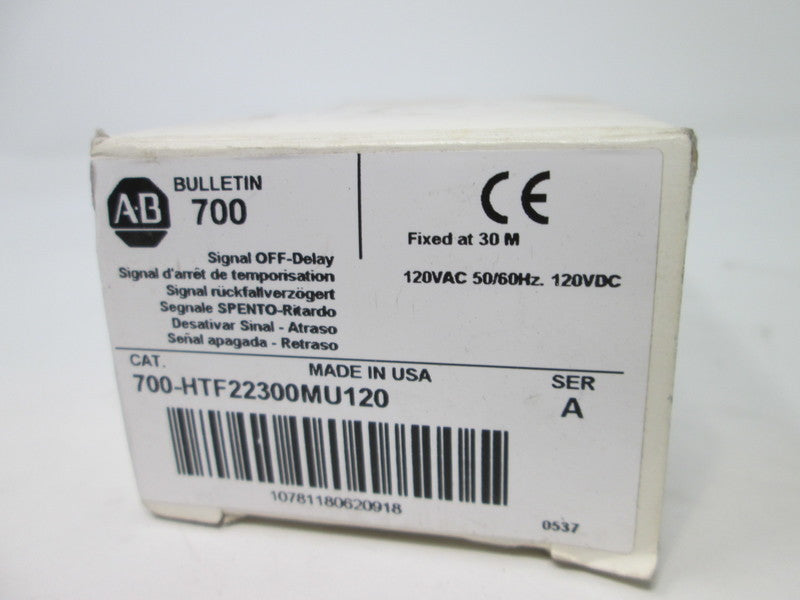 A·B
BULLETIN
700
CE
Fixed at 30 M
Signal OFF-Delay
Signal d'arrêt de temporisation
Signal rückfallverzögert
Segnale SPENTO-Ritardo
Desativar Sinal - Atraso
Señal apagada - Retraso
120VAC 50/60Hz. 120VDC
CAT.
MADE IN USA
SER
700-HTF22300MU120
A
10781180620918
0537